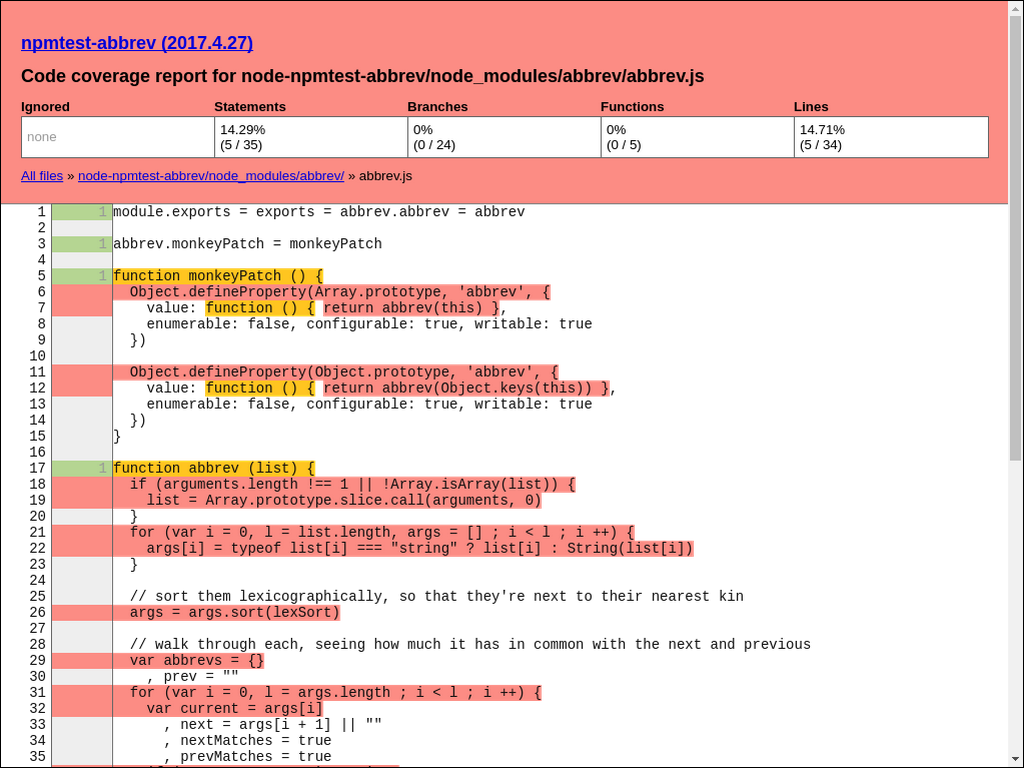 npmtest-abbrev (2017.4.27)
Code coverage report for node-npmtest-abbrev/node_modules/abbrev/abbrev.js
Ignored Statements Branches Functions Lines
none 14.29% 0% 0% 14.71%
(5 / 35) (0 / 24) (0 / 5) (5 / 34)
All files » node-npmtest-abbrev/node_modules/abbrev/ » abbrev.js
1 1 module.exports = exports = abbrev.abbrev = abbrev
2
3 1 abbrev.monkeyPatch = monkeyPatch
4
5 1 function monkeyPatch () {
6   Object.defineProperty(Array.prototype, 'abbrev', {
7     value: function () { return abbrev(this) },
8     enumerable: false, configurable: true, writable: true
9   })
10
11   Object.defineProperty(Object.prototype, 'abbrev', {
12     value: function () { return abbrev(Object.keys(this)) },
13     enumerable: false, configurable: true, writable: true
14   })
15 }
16
17 1 function abbrev (list) {
18   if (arguments.length !== 1 || !Array.isArray(list)) {
19     list = Array.prototype.slice.call(arguments, 0)
20   }
21   for (var i = 0, l = list.length, args = [] ; i < l ; i ++) {
22     args[i] = typeof list[i] === "string" ? list[i] : String(list[i])
23   }
24
25   // sort them lexicographically, so that they're next to their nearest kin
26   args = args.sort(lexSort)
27
28   // walk through each, seeing how much it has in common with the next and previous
29   var abbrevs = {}
30     , prev = ""
31   for (var i = 0, l = args.length ; i < l ; i ++) {
32     var current = args[i]
33       , next = args[i + 1] || ""
34       , nextMatches = true
35       , prevMatches = true